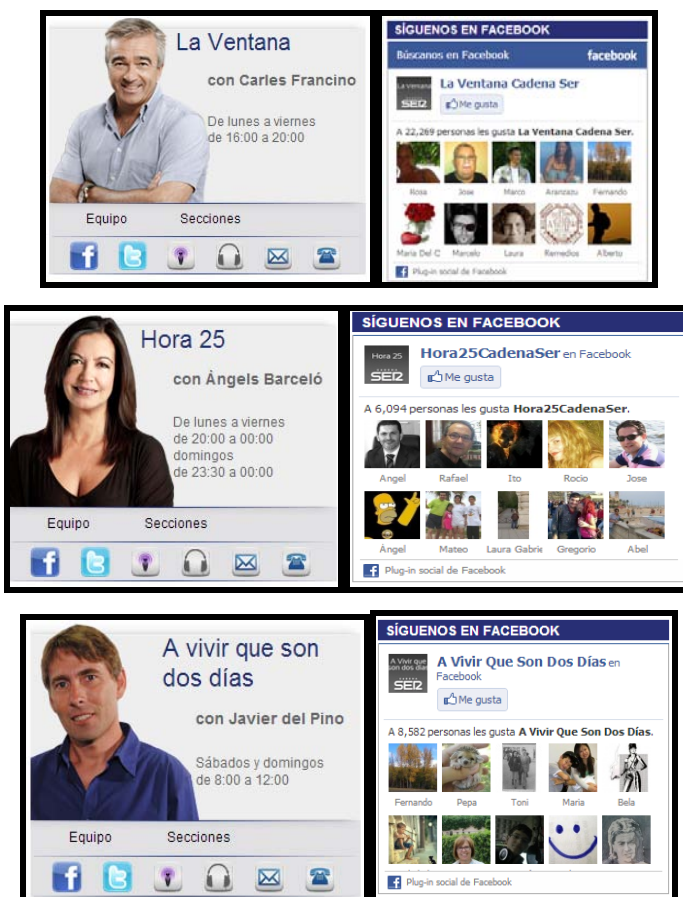 La Ventana
con Carles Francino
De lunes a viernes
de 16:00 a 20:00
Equipo Secciones
SÍGUENOS EN FACEBOOK
Búscanos en Facebook facebook
La Ventana
SER
La Ventana Cadena Ser
Me gusta
A 22,269 personas les gusta La Ventana Cadena Ser.
Rosa Jose Marco Aranzazu Fernando
Maria Del C Marcelo Laura Remedios Alberto
Plug-in social de Facebook
Hora 25
con Àngels Barceló
De lunes a viernes
de 20:00 a 00:00
domingos
de 23:30 a 00:00
Equipo Secciones
SÍGUENOS EN FACEBOOK
Hora 25
SER
Hora25CadenaSer en Facebook
Me gusta
A 6,094 personas les gusta Hora25CadenaSer.
Angel Rafael Ito Rocio Jose
Ángel Mateo Laura Gabrie Gregorio Abel
Plug-in social de Facebook
A vivir que son
dos días
con Javier del Pino
Sábados y domingos
de 8:00 a 12:00
Equipo Secciones
SÍGUENOS EN FACEBOOK
A Vivir que
son dos días
SER
A Vivir Que Son Dos Días en
Facebook
Me gusta
A 8,582 personas les gusta A Vivir Que Son Dos Días.
Fernando Pepa Toni Maria Bela
Plug-in social de Facebook